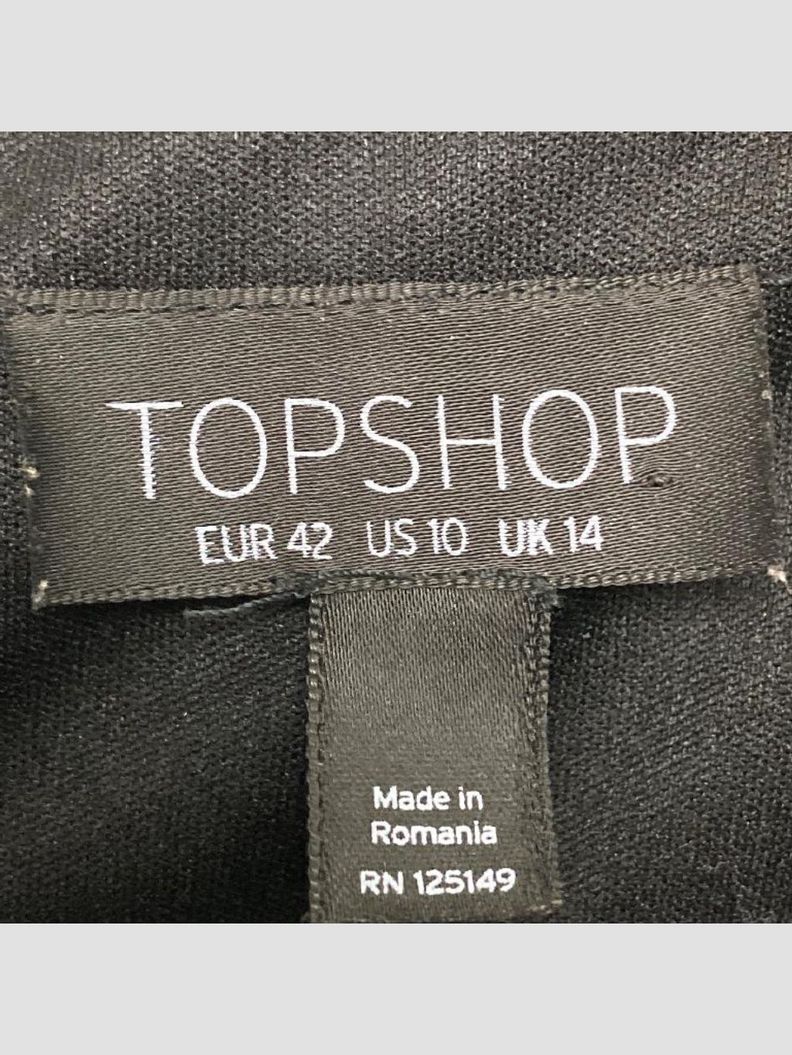 TOPSHOP
EUR 42 US 10 UK 14
Made in
Romania
RN 125149